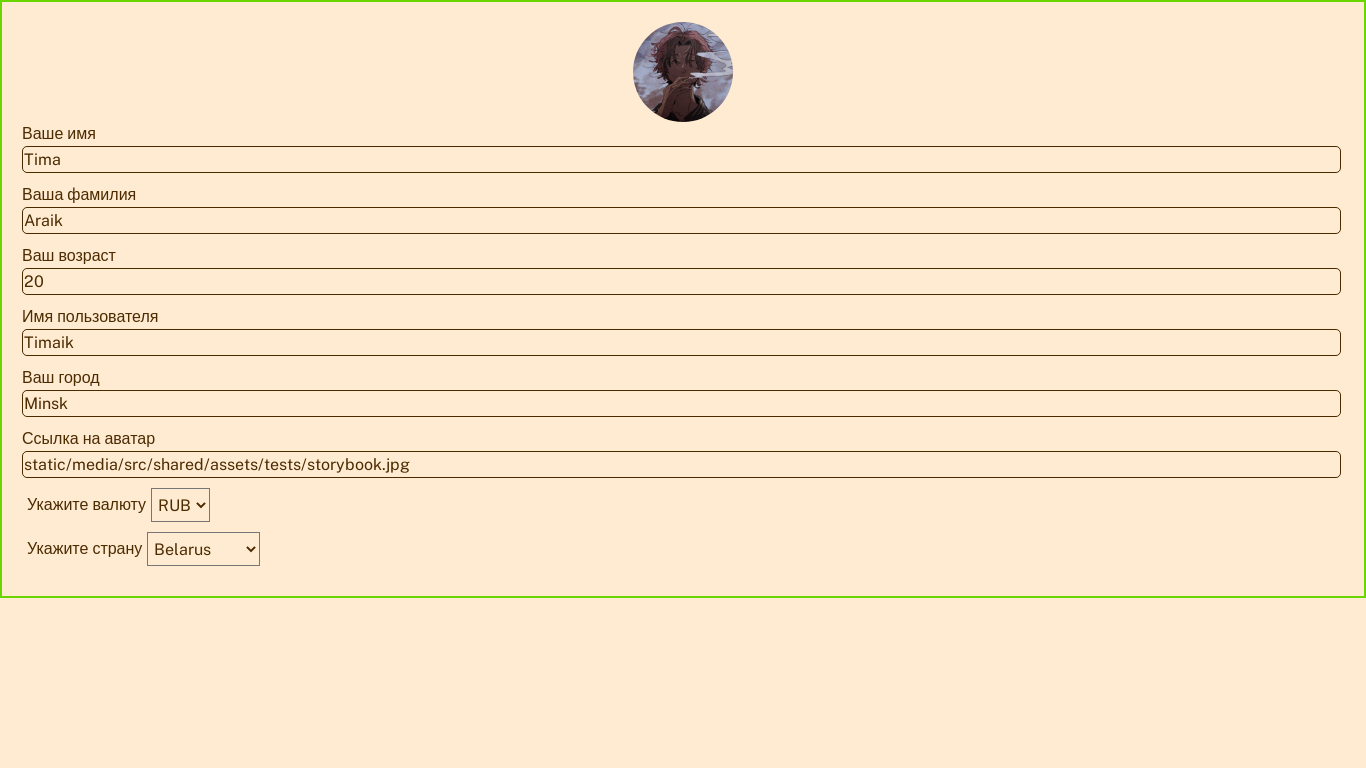 Ваше имя
Tima
Ваша фамилия
Araik
Ваш возраст
20
Имя пользователя
Timaik
Ваш город
Minsk
Ссылка на аватар
static/media/src/shared/assets/tests/storybook.jpg
Укажите валюту RUB
Укажите страну Belarus